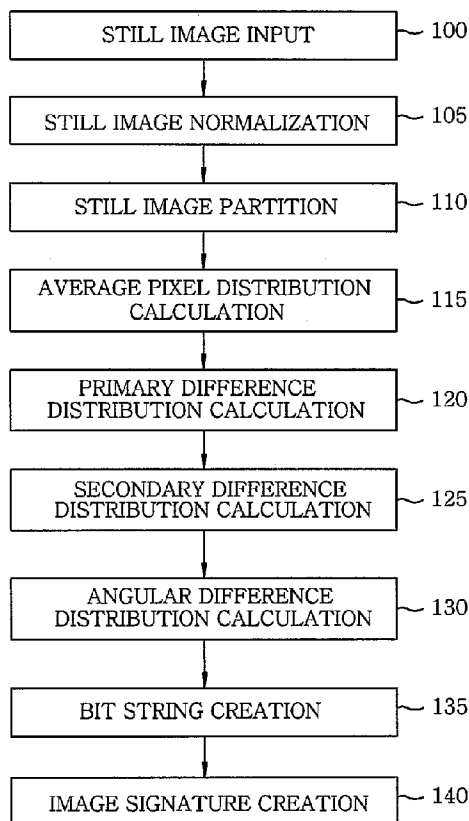 STILL IMAGE INPUT
100
STILL IMAGE NORMALIZATION
105
STILL IMAGE PARTITION
110
AVERAGE PIXEL DISTRIBUTION
CALCULATION
115
PRIMARY DIFFERENCE
DISTRIBUTION CALCULATION
120
SECONDARY DIFFERENCE
DISTRIBUTION CALCULATION
125
ANGULAR DIFFERENCE
DISTRIBUTION CALCULATION
130
BIT STRING CREATION
135
IMAGE SIGNATURE CREATION
140